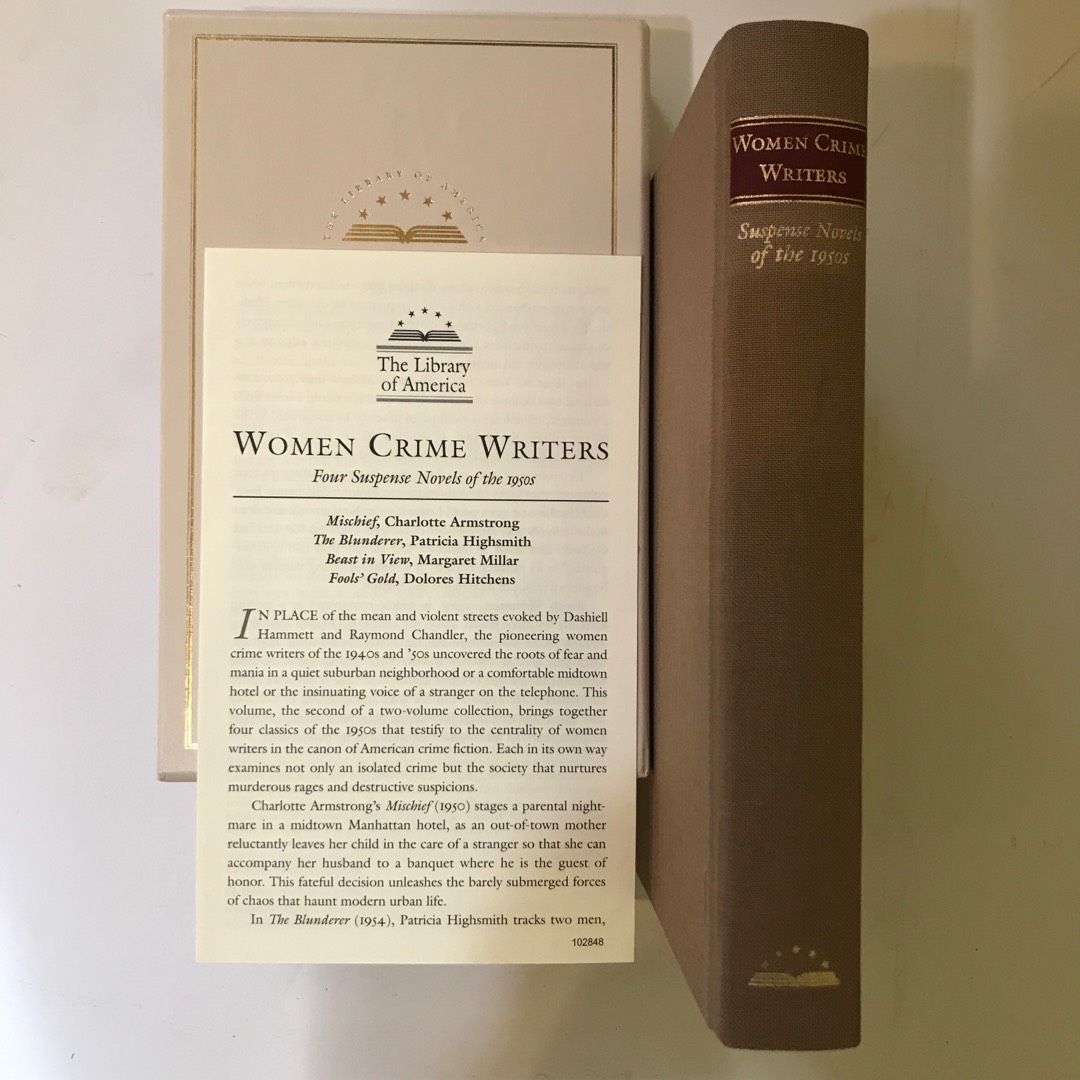 THE LIBRARY OF AMERICA
The Library
of America
WOMEN CRIME WRITERS
Four Suspense Novels of the 1950s
Mischief, Charlotte Armstrong
The Blunderer, Patricia Highsmith
Beast in View, Margaret Millar
Fools' Gold, Dolores Hitchens
IN PLACE of the mean and violent streets evoked by Dashiell
Hammett and Raymond Chandler, the pioneering women
crime writers of the 1940s and '50s uncovered the roots of fear and
mania in a quiet suburban neighborhood or a comfortable midtown
hotel or the insinuating voice of a stranger on the telephone. This
volume, the second of a two-volume collection, brings together
four classics of the 1950s that testify to the centrality of women
writers in the canon of American crime fiction. Each in its own way
examines not only an isolated crime but the society that nurtures
murderous rages and destructive suspicions.
Charlotte Armstrong's Mischief (1950) stages a parental night-
mare in a midtown Manhattan hotel, as an out-of-town mother
reluctantly leaves her child in the care of a stranger so that she can
accompany her husband to a banquet where he is the guest of
honor. This fateful decision unleashes the barely submerged forces
of chaos that haunt modern urban life.
In The Blunderer (1954), Patricia Highsmith tracks two men,
102848
WOMEN CRIME
WRITERS
Suspense Novels
of the 1950s